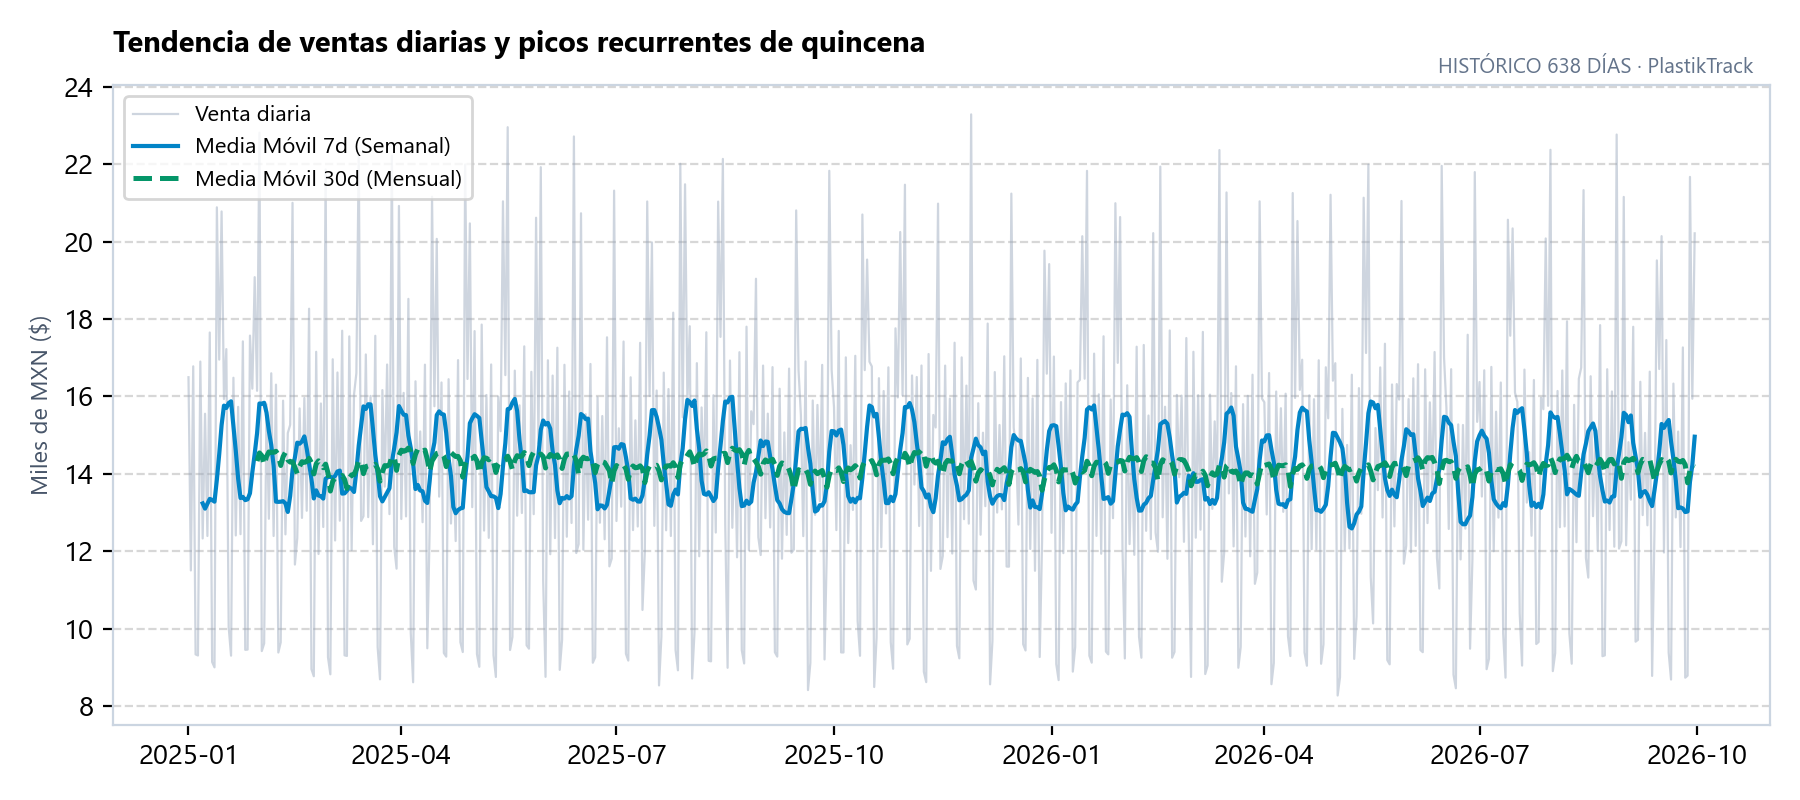 Tendencia de ventas diarias y picos recurrentes de quincena
HISTÓRICO 638 DÍAS · PlastikTrack
Venta diaria
Media Móvil 7d (Semanal)
Media Móvil 30d (Mensual)
Miles de MXN ($)
24
22
20
18
16
14
12
10
8
2025-01
2025-04
2025-07
2025-10
2026-01
2026-04
2026-07
2026-10